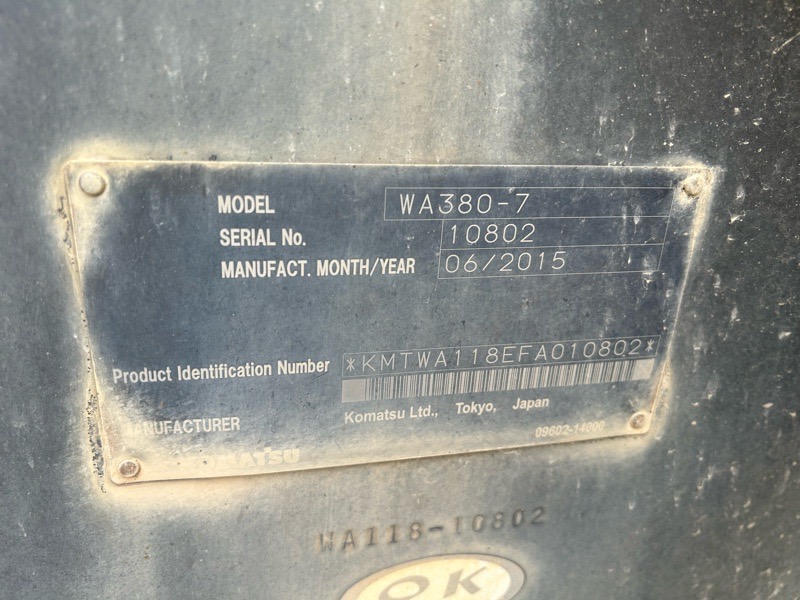 MODEL WA380-7
SERIAL No. 10802
MANUFACT. MONTH/YEAR 06/2015
Product Identification Number *KMTWA118EFA010802*
MANUFACTURER Komatsu Ltd., Tokyo, Japan
09602-14000
KOMATSU
WA118-10802
OK